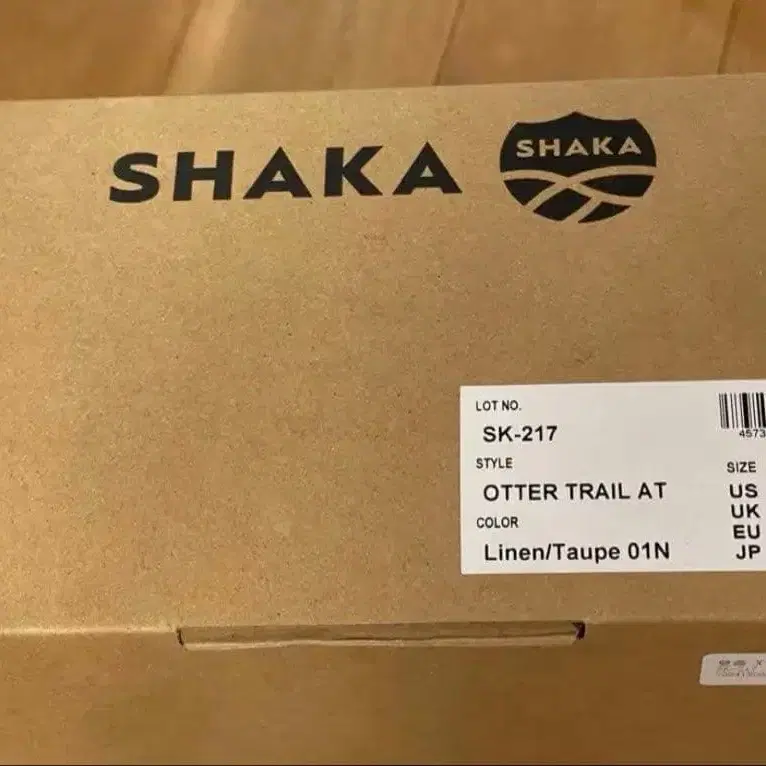 SHAKA
SHAKA
LOT NO.
SK-217
4573
STYLE
SIZE
OTTER TRAIL AT
US
UK
COLOR
EU
Linen/Taupe 01N
JP